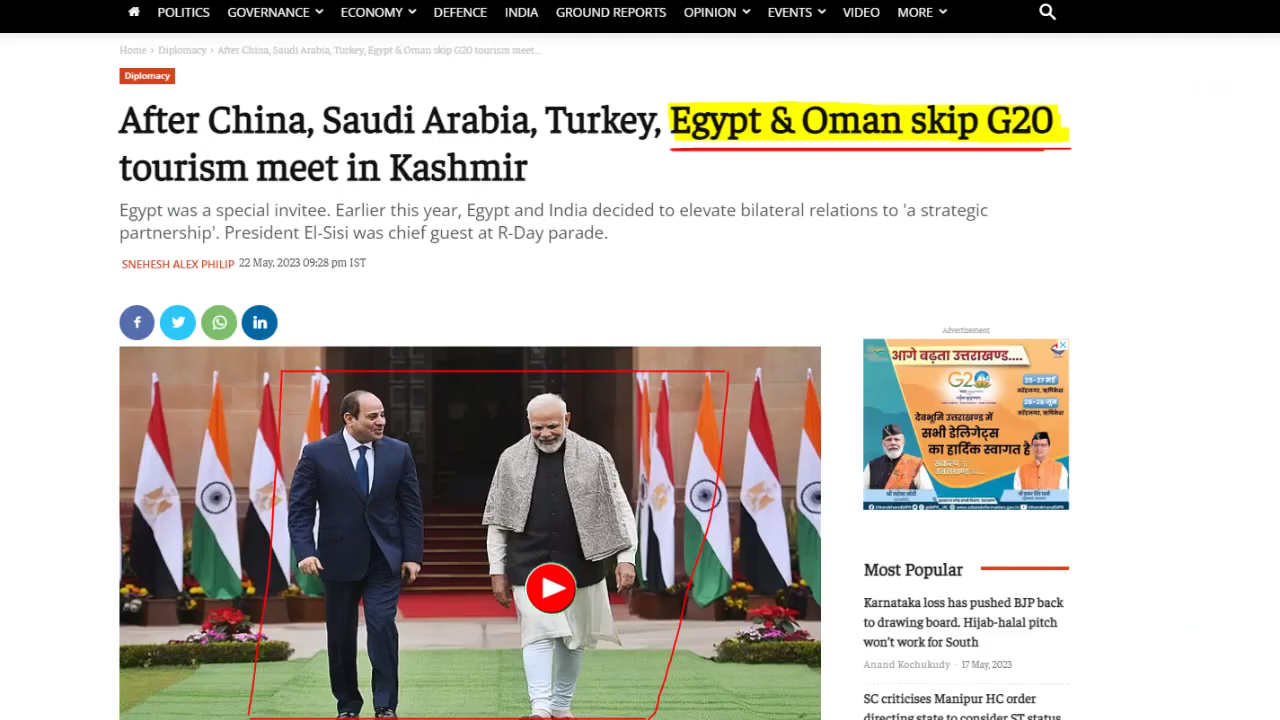 POLITICS GOVERNANCE ECONOMY DEFENCE INDIA GROUND REPORTS OPINION EVENTS VIDEO MORE
Home › Diplomacy › After China, Saudi Arabia, Turkey, Egypt & Oman skip G20 tourism meet...
Diplomacy
After China, Saudi Arabia, Turkey, Egypt & Oman skip G20
tourism meet in Kashmir
Egypt was a special invitee. Earlier this year, Egypt and India decided to elevate bilateral relations to 'a strategic
partnership'. President El-Sisi was chief guest at R-Day parade.
SNEHESH ALEX PHILIP 22 May, 2023 09:28 pm IST
Advertisement
आगे बढ़ता उत्तराखण्ड....
G20
25-27 मई
26-28 जून
देवभूमि उत्तराखण्ड में
सभी डेलिगेट्स
का हार्दिक स्वागत है
Most Popular
Karnataka loss has pushed BJP back
to drawing board. Hijab-halal pitch
won't work for South
Anand Kochukudy - 17 May, 2023
SC criticises Manipur HC order
directing state to consider ST status